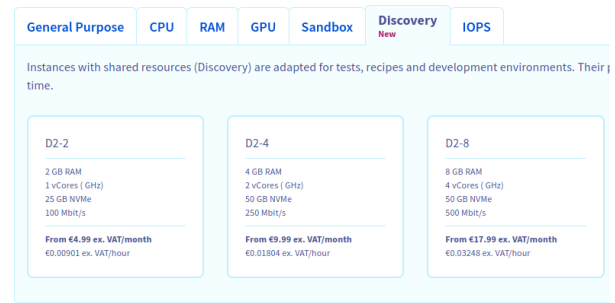 General Purpose
CPU
RAM
GPU
Sandbox
Discovery
New
IOPS
Instances with shared resources (Discovery) are adapted for tests, recipes and development environments. Their
time.
D2-2
2 GB RAM
1 vCores ( GHz)
25 GB NVMe
100 Mbit/s
From €4.99 ex. VAT/month
€0.00901 ex. VAT/hour
D2-4
4 GB RAM
2 vCores ( GHz)
50 GB NVMe
250 Mbit/s
From €9.99 ex. VAT/month
€0.01804 ex. VAT/hour
D2-8
8 GB RAM
4 vCores ( GHz)
50 GB NVMe
500 Mbit/s
From €17.99 ex. VAT/month
€0.03248 ex. VAT/hour